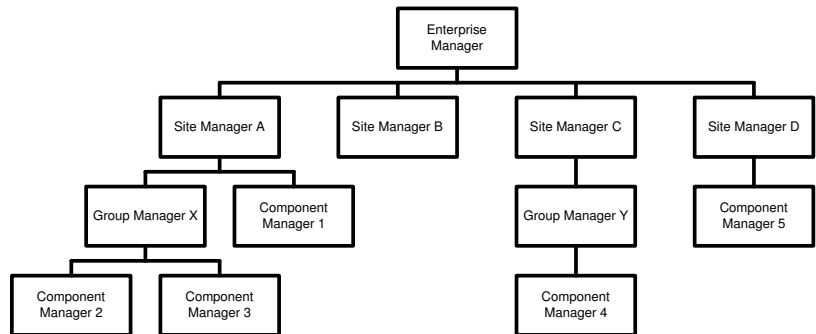 Enterprise
Manager
Site Manager A
Site Manager B
Site Manager C
Site Manager D
Group Manager X
Component
Manager 1
Group Manager Y
Component
Manager 5
Component
Manager 2
Component
Manager 3
Component
Manager 4